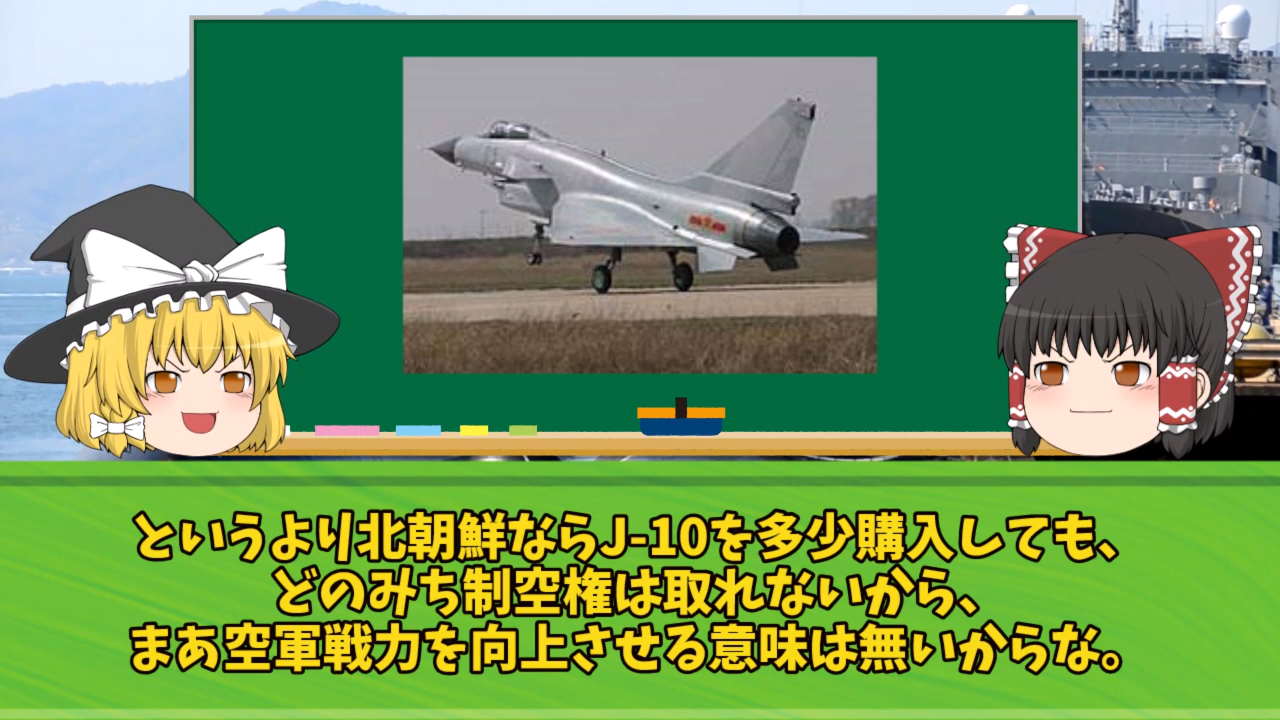 というより北朝鮮ならJ-10を多少購入しても、
どのみち制空権は取れないから、
まあ空軍戦力を向上させる意味は無いからな。